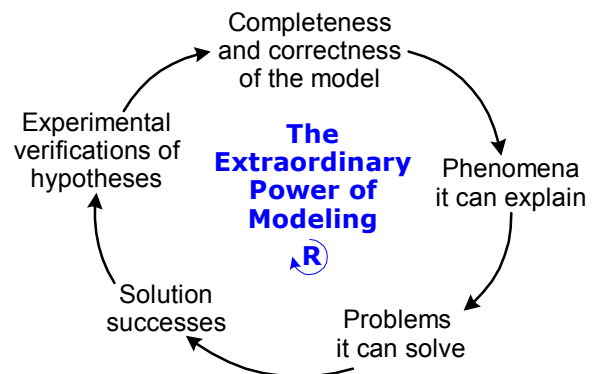 Completeness
and correctness
of the model
Experimental
verifications of
hypotheses
The
Extraordinary
Power of
Modeling
R
Phenomena
it can explain
Solution
successes
Problems
it can solve